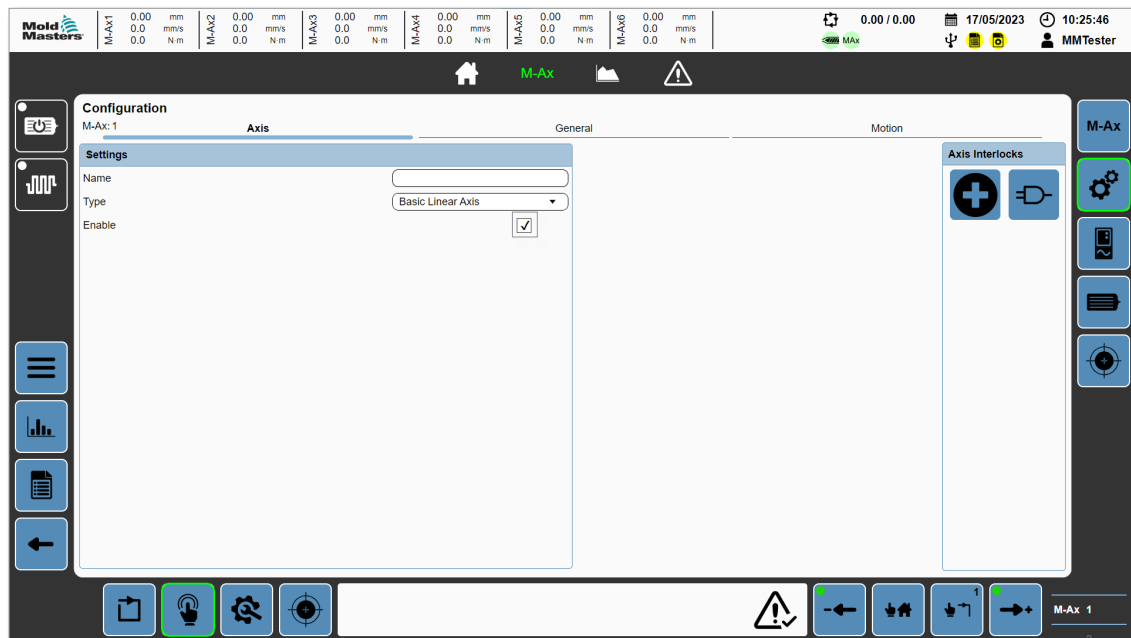 Mold
Masters
M-Ax1 0.00 mm
0.0 mm/s
0.0 N·m
M-Ax2 0.00 mm
0.0 mm/s
0.0 N·m
M-Ax3 0.00 mm
0.0 mm/s
0.0 N·m
M-Ax4 0.00 mm
0.0 mm/s
0.0 N·m
M-Ax5 0.00 mm
0.0 mm/s
0.0 N·m
M-Ax6 0.00 mm
0.0 mm/s
0.0 N·m
0.00 / 0.00
MAx
17/05/2023
10:25:46
MMTester
M-Ax
Configuration
M-Ax: 1
Axis
General
Motion
M-Ax
Settings
Name
Type Basic Linear Axis
Enable
Axis Interlocks
1
M-Ax 1